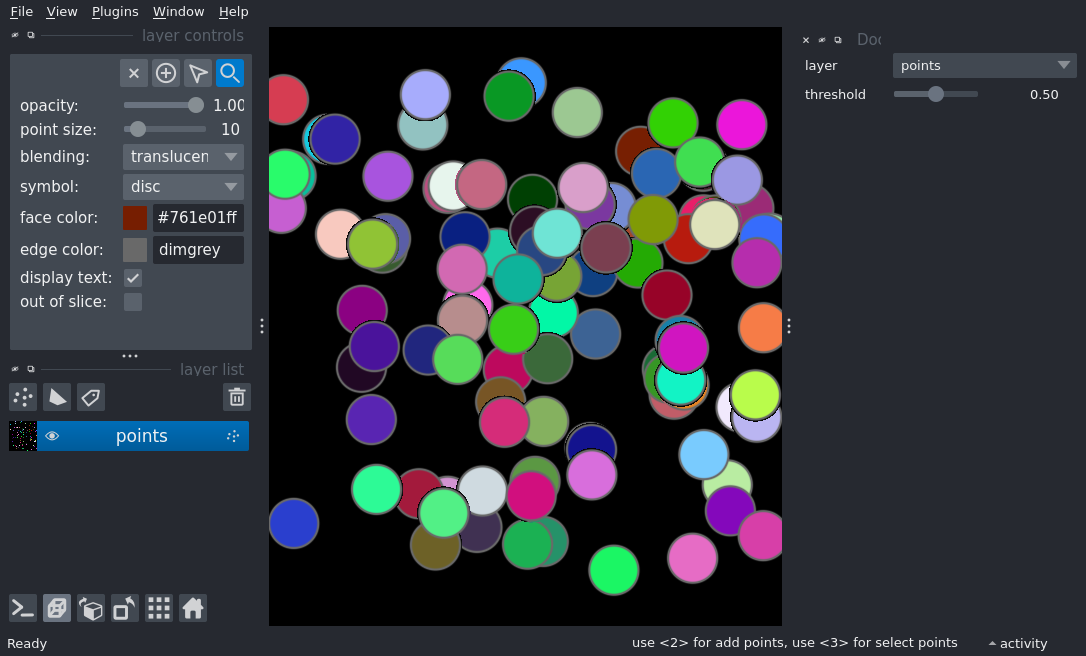 File View Plugins Window Help
layer controls
opacity: 1.00
point size: 10
blending: translucen
symbol: disc
face color: #761e01ff
edge color: dimgrey
display text:
out of slice:
layer list
points
Ready
Doc
layer points
threshold 0.50
use <2> for add points, use <3> for select points
activity